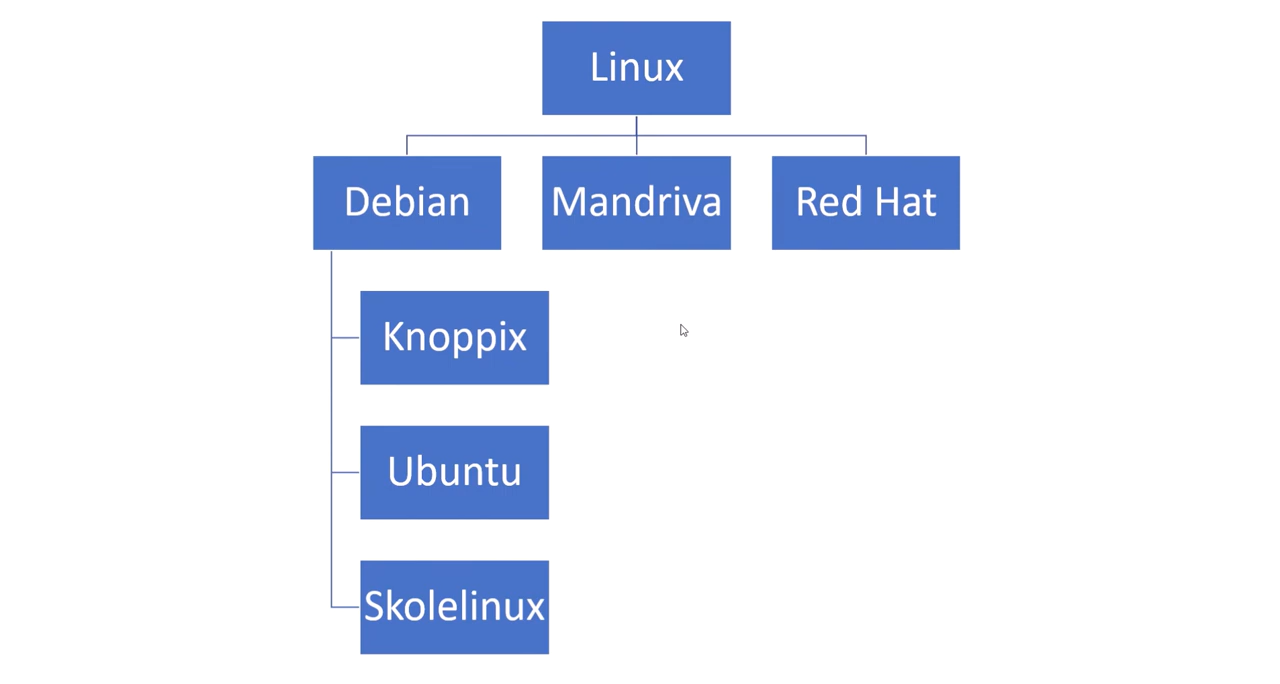 Linux
Debian
Mandriva
Red Hat
Knoppix
Ubuntu
Skolelinux